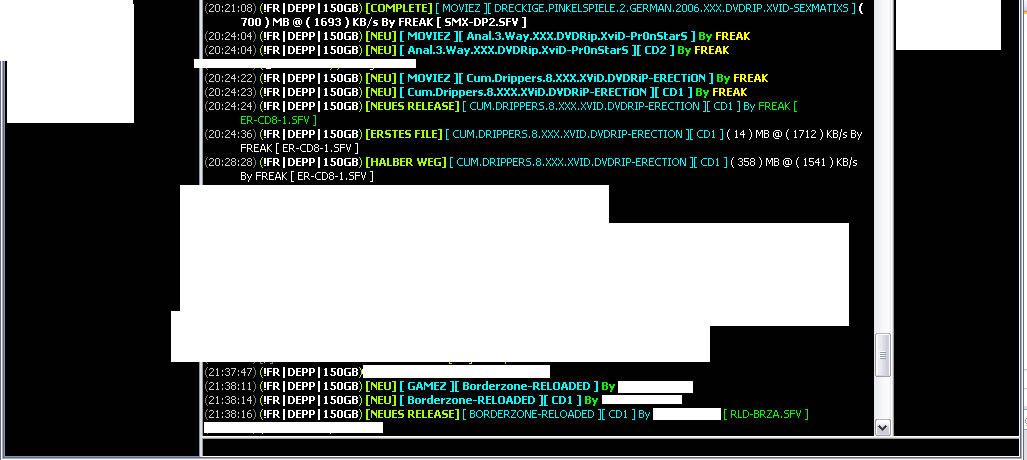 (20:21:08) (!FR|DEPP|150GB) [COMPLETE] [ MOVIEZ ][ DRECKIGE.PINKELSPIELE.2.GERMAN.2006.XXX.DVDRIP.XVID-SEXMATIXS ] (
700 ) MB @ ( 1693 ) KB/s By FREAK [ SMX-DP2.SFV ]
(20:24:04) (!FR|DEPP|150GB) [NEU] [ MOVIEZ ][ Anal.3.Way.XXX.DVDRip.XviD-Pr0nStarS ] By FREAK
(20:24:04) (!FR|DEPP|150GB) [NEU] [ Anal.3.Way.XXX.DVDRip.XviD-Pr0nStarS ][ CD2 ] By FREAK
(20:24:22) (!FR|DEPP|150GB) [NEU] [ MOVIEZ ][ Cum.Drippers.8.XXX.XViD.DVDRiP-ERECTiON ] By FREAK
(20:24:23) (!FR|DEPP|150GB) [NEU] [ Cum.Drippers.8.XXX.XViD.DVDRiP-ERECTiON ][ CD1 ] By FREAK
(20:24:24) (!FR|DEPP|150GB) [NEUES RELEASE] [ CUM.DRIPPERS.8.XXX.XVID.DVDRIP-ERECTION ][ CD1 ] By FREAK [
ER-CD8-1.SFV ]
(20:24:36) (!FR|DEPP|150GB) [ERSTES FILE] [ CUM.DRIPPERS.8.XXX.XVID.DVDRIP-ERECTION ][ CD1 ] ( 14 ) MB @ ( 1712 ) KB/s By
FREAK [ ER-CD8-1.SFV ]
(20:28:28) (!FR|DEPP|150GB) [HALBER WEG] [ CUM.DRIPPERS.8.XXX.XVID.DVDRIP-ERECTION ][ CD1 ] ( 358 ) MB @ ( 1541 ) KB/s
By FREAK [ ER-CD8-1.SFV ]
(21:37:47) (!FR|DEPP|150GB)
(21:38:11) (!FR|DEPP|150GB) [NEU] [ GAMEZ ][ Borderzone-RELOADED ] By
(21:38:14) (!FR|DEPP|150GB) [NEU] [ Borderzone-RELOADED ][ CD1 ] By
(21:38:16) (!FR|DEPP|150GB) [NEUES RELEASE] [ BORDERZONE-RELOADED ][ CD1 ] By [ RLD-BRZA.SFV ]